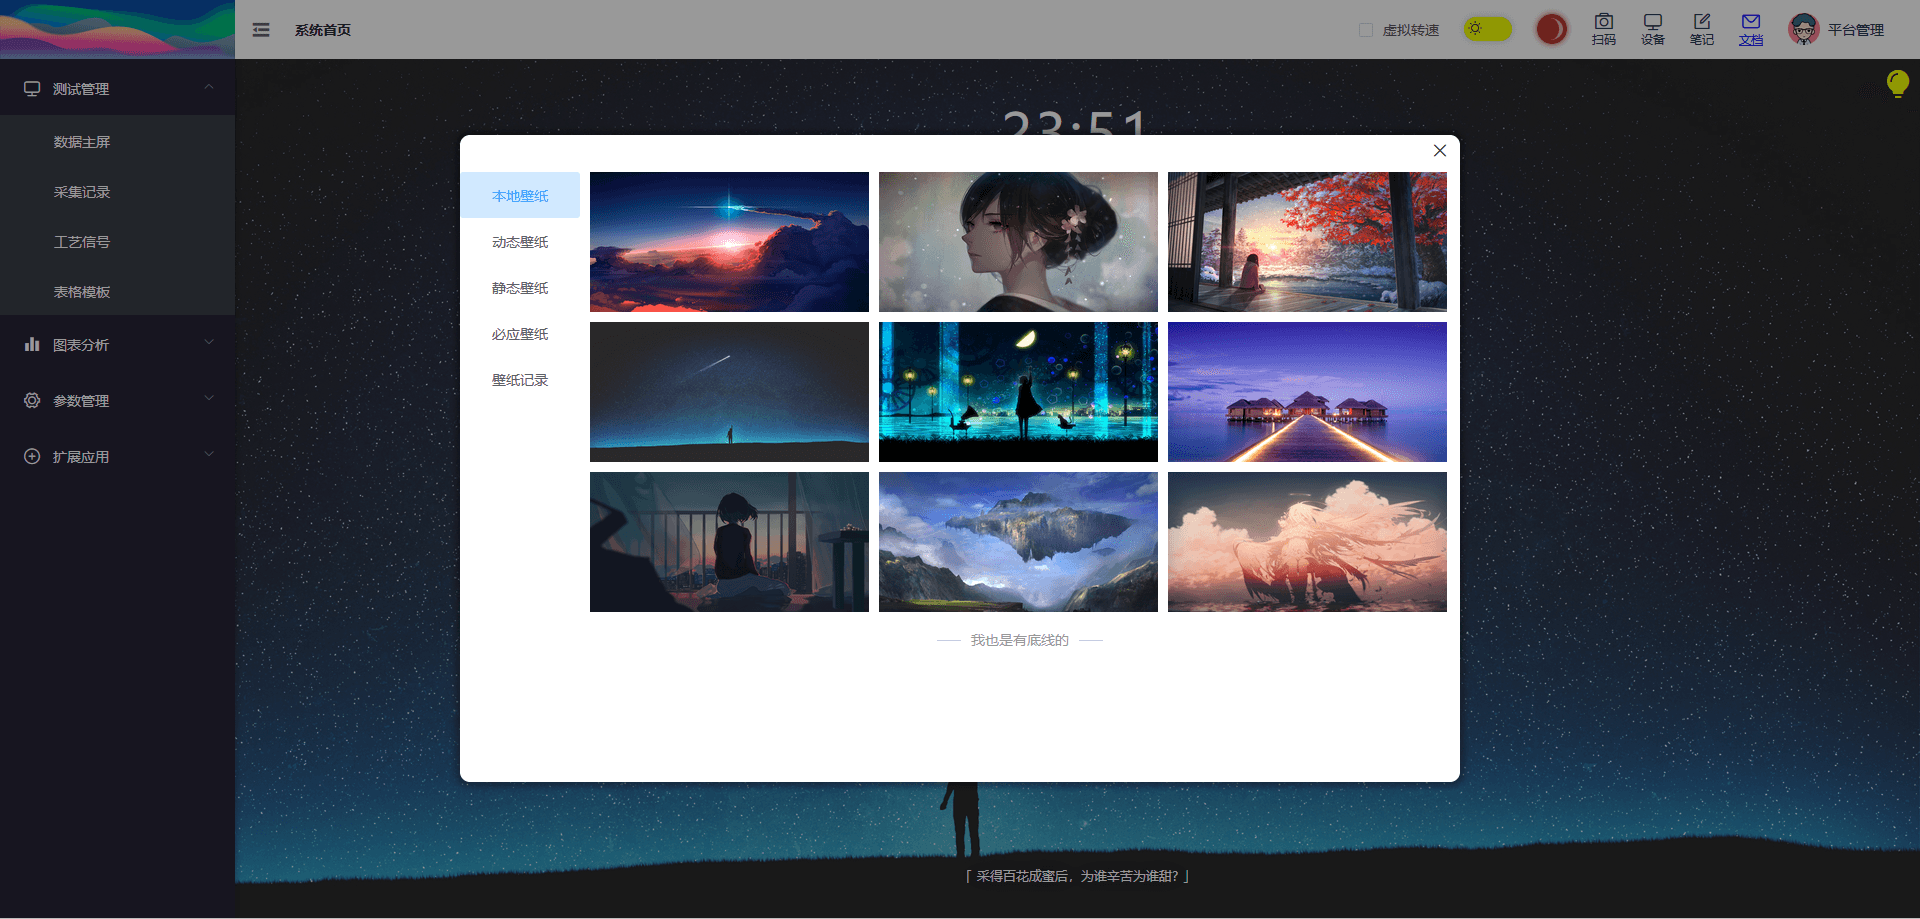 系统首页
虚拟转速
扫码
设备
笔记
文档
平台管理
测试管理
数据主屏
采集记录
工艺信号
表格模板
图表分析
参数管理
扩展应用
23:51
本地壁纸
动态壁纸
静态壁纸
必应壁纸
壁纸记录
我也是有底线的
「 采得百花成蜜后，为谁辛苦为谁甜？」